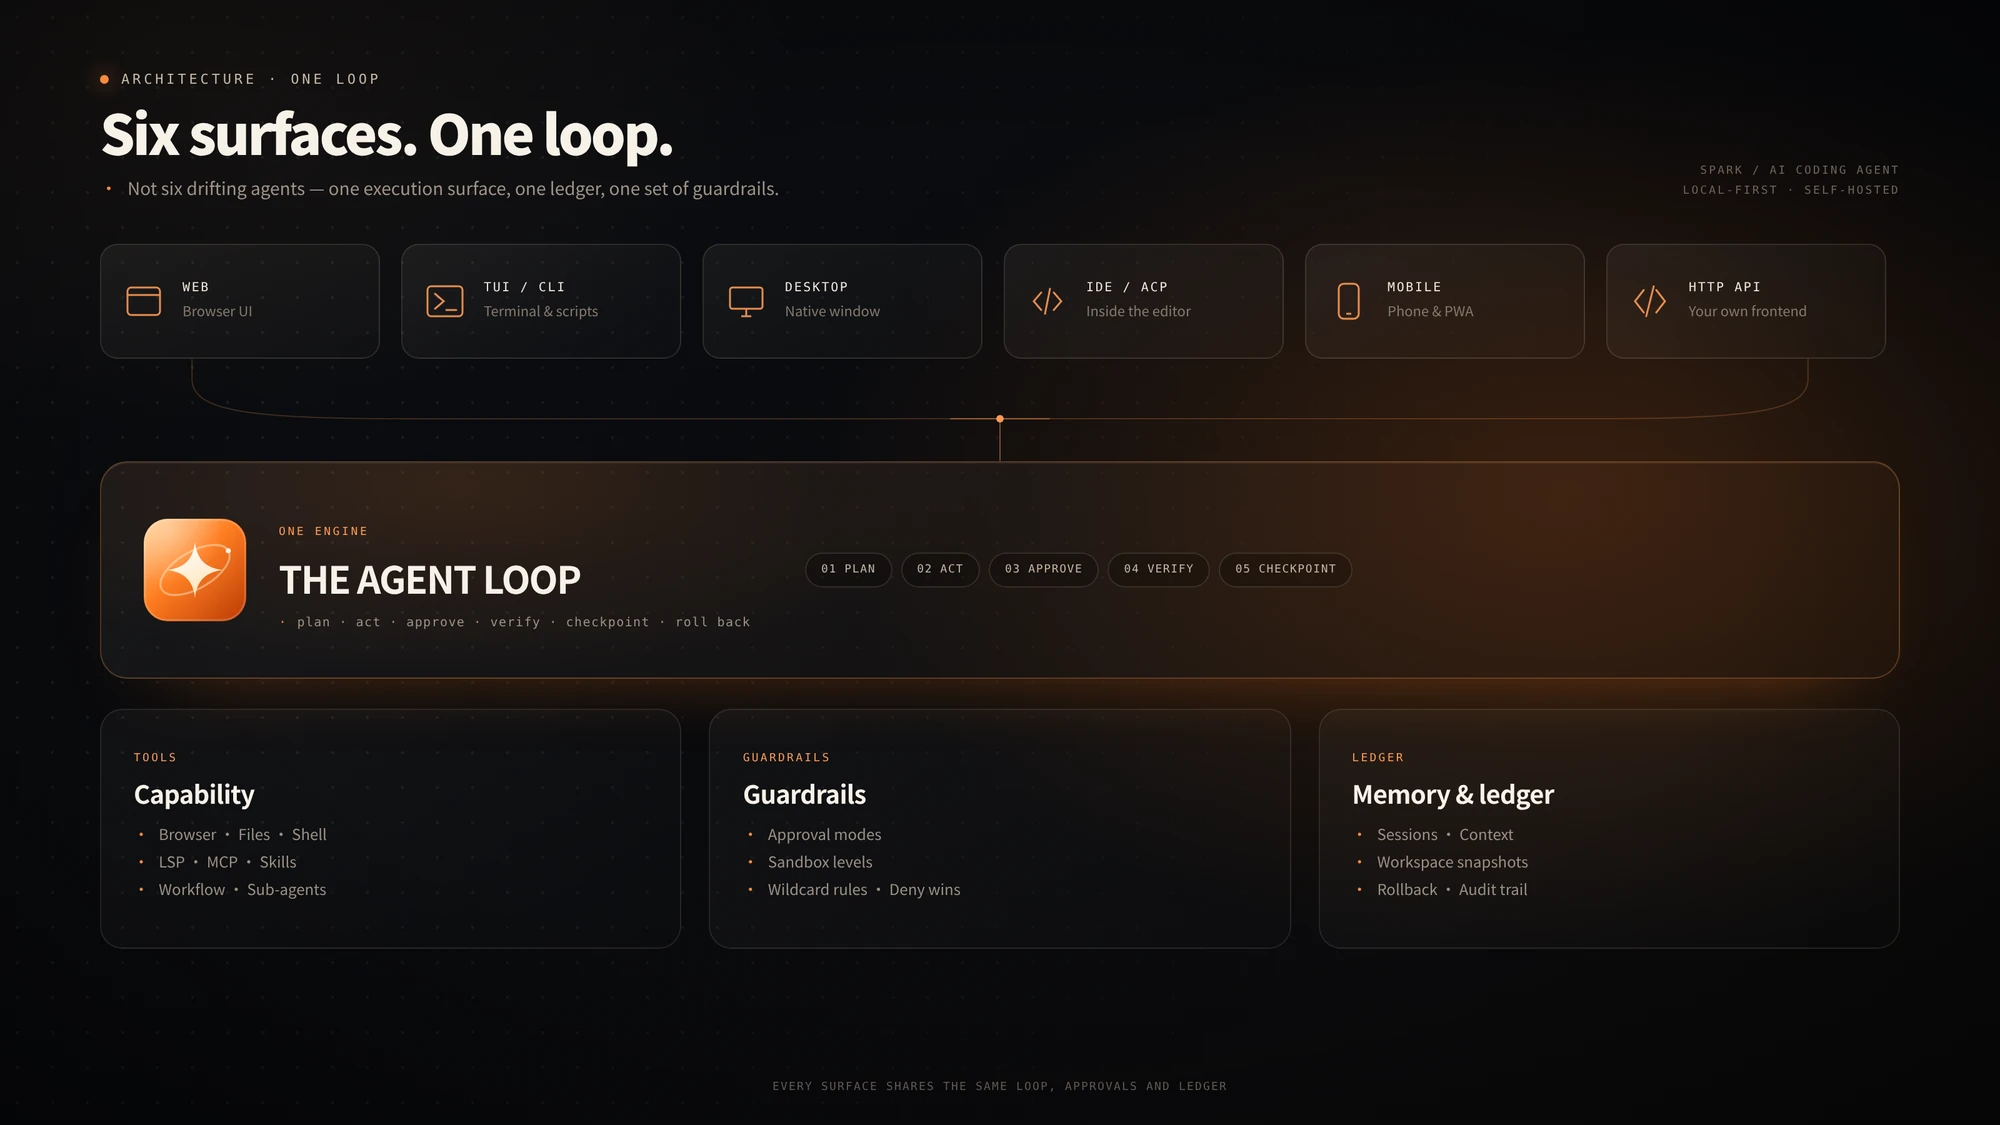 ARCHITECTURE · ONE LOOP
Six surfaces. One loop.
• Not six drifting agents — one execution surface, one ledger, one set of guardrails.
SPARK / AI CODING AGENT
LOCAL-FIRST · SELF-HOSTED
WEB
Browser UI
TUI / CLI
Terminal & scripts
DESKTOP
Native window
IDE / ACP
Inside the editor
MOBILE
Phone & PWA
HTTP API
Your own frontend
ONE ENGINE
THE AGENT LOOP
· plan · act · approve · verify · checkpoint · roll back
01 PLAN
02 ACT
03 APPROVE
04 VERIFY
05 CHECKPOINT
TOOLS
Capability
• Browser • Files • Shell
• LSP • MCP • Skills
• Workflow • Sub-agents
GUARDRAILS
Guardrails
• Approval modes
• Sandbox levels
• Wildcard rules • Deny wins
LEDGER
Memory & ledger
• Sessions • Context
• Workspace snapshots
• Rollback • Audit trail
EVERY SURFACE SHARES THE SAME LOOP, APPROVALS AND LEDGER